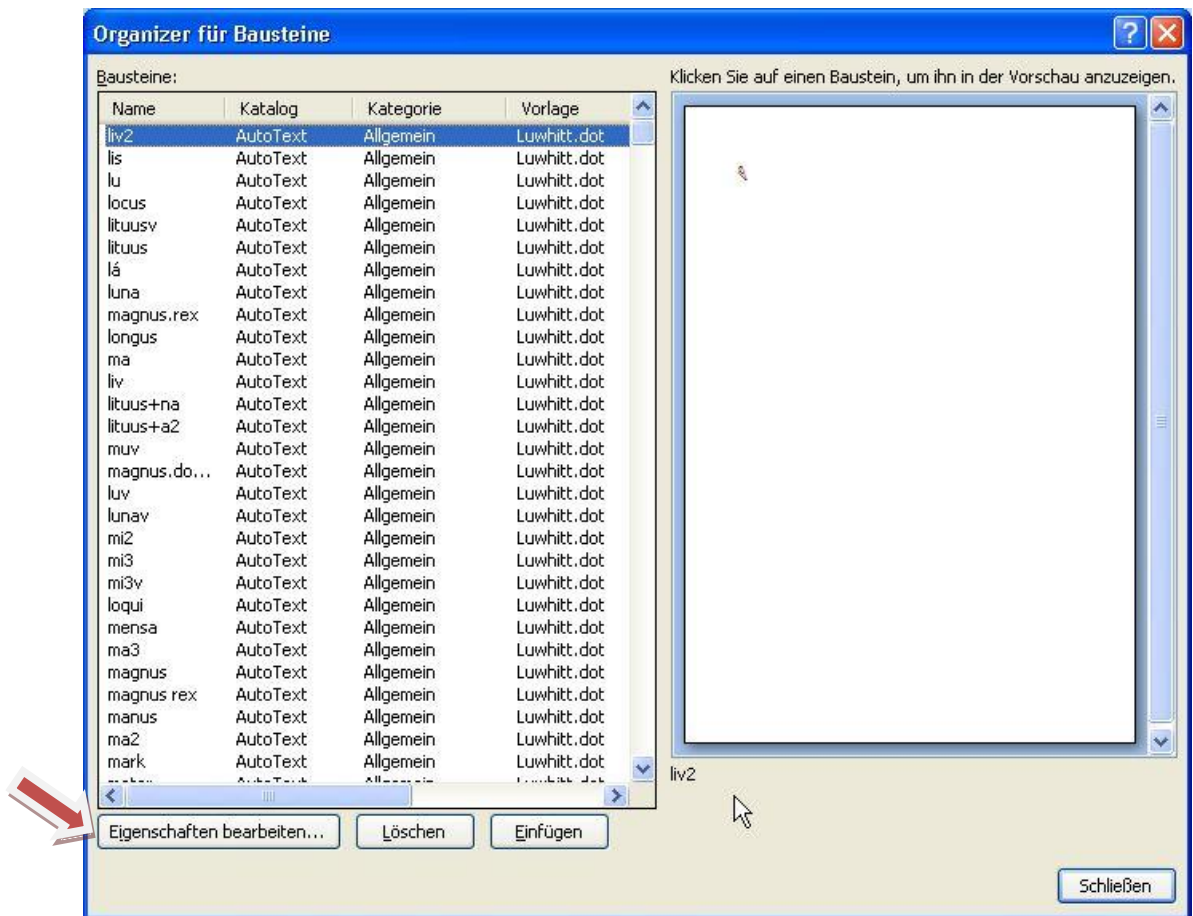 Organizer für Bausteine
Bausteine:
Klicken Sie auf einen Baustein, um ihn in der Vorschau anzuzeigen.
Name Katalog Kategorie Vorlage
liv2 AutoText Allgemein Luwhitt.dot
lis AutoText Allgemein Luwhitt.dot
lu AutoText Allgemein Luwhitt.dot
locus AutoText Allgemein Luwhitt.dot
lituusv AutoText Allgemein Luwhitt.dot
lituus AutoText Allgemein Luwhitt.dot
lá AutoText Allgemein Luwhitt.dot
luna AutoText Allgemein Luwhitt.dot
magnus.rex AutoText Allgemein Luwhitt.dot
longus AutoText Allgemein Luwhitt.dot
ma AutoText Allgemein Luwhitt.dot
liv AutoText Allgemein Luwhitt.dot
lituus+na AutoText Allgemein Luwhitt.dot
lituus+a2 AutoText Allgemein Luwhitt.dot
muv AutoText Allgemein Luwhitt.dot
magnus.do... AutoText Allgemein Luwhitt.dot
luv AutoText Allgemein Luwhitt.dot
lunav AutoText Allgemein Luwhitt.dot
mi2 AutoText Allgemein Luwhitt.dot
mi3 AutoText Allgemein Luwhitt.dot
mi3v AutoText Allgemein Luwhitt.dot
loqui AutoText Allgemein Luwhitt.dot
mensa AutoText Allgemein Luwhitt.dot
ma3 AutoText Allgemein Luwhitt.dot
magnus AutoText Allgemein Luwhitt.dot
magnus rex AutoText Allgemein Luwhitt.dot
manus AutoText Allgemein Luwhitt.dot
ma2 AutoText Allgemein Luwhitt.dot
mark AutoText Allgemein Luwhitt.dot
liv2
Eigenschaften bearbeiten... Löschen Einfügen
Schließen